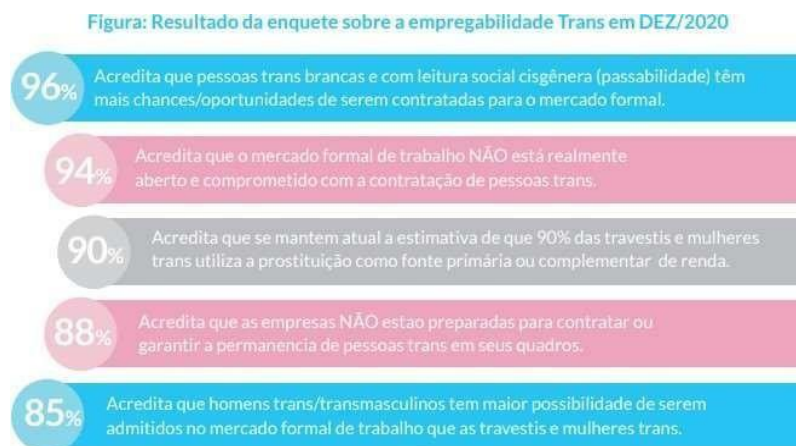 Figura: Resultado da enquete sobre a empregabilidade Trans em DEZ/2020
96%
Acredita que pessoas trans brancas e com leitura social cisgênera (passabilidade) têm
mais chances/oportunidades de serem contratadas para o mercado formal.
94%
Acredita que o mercado formal de trabalho NÃO está realmente
aberto e comprometido com a contratação de pessoas trans.
90%
Acredita que se mantem atual a estimativa de que 90% das travestis e mulheres
trans utiliza a prostituição como fonte primária ou complementar de renda.
88%
Acredita que as empresas NÃO estao preparadas para contratar ou
garantir a permanencia de pessoas trans em seus quadros.
85%
Acredita que homens trans/transmasculinos tem maior possibilidade de serem
admitidos no mercado formal de trabalho que as travestis e mulheres trans.